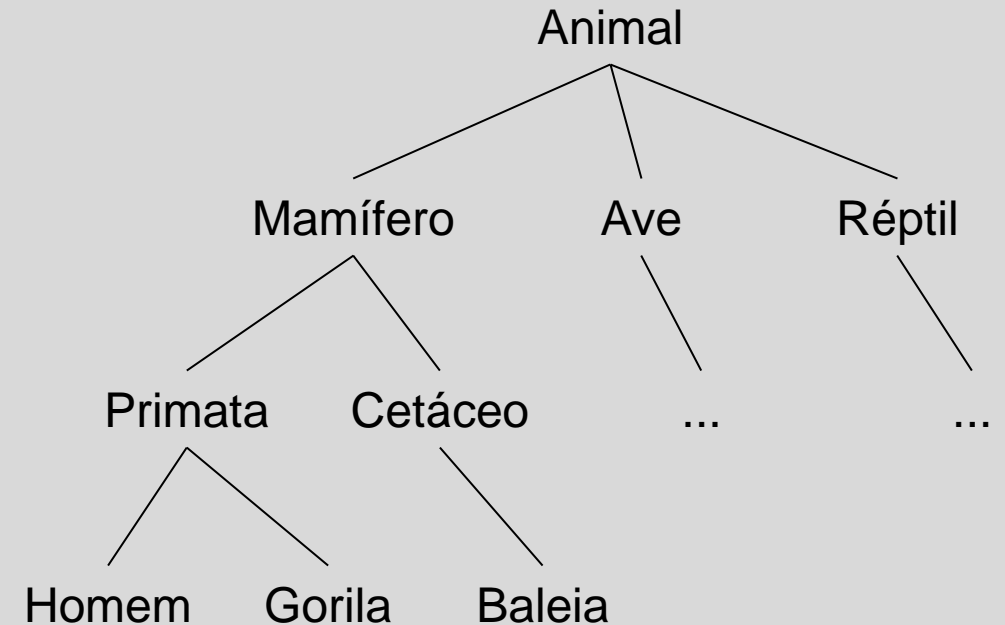 Animal
Mamífero Ave Réptil
Primata Cetáceo ... ...
Homem Gorila Baleia